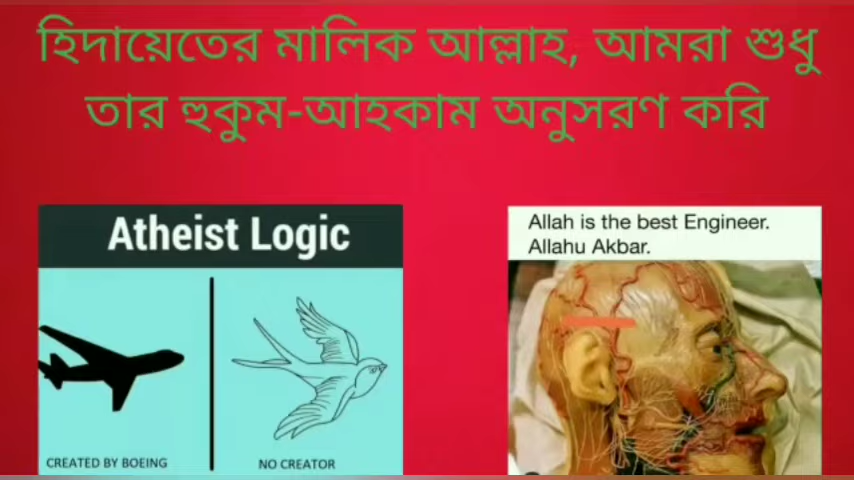 হিদায়েতের মালিক আল্লাহ, আমরা শুধু
তার হুকুম-আহকাম অনুসরণ করি
Atheist Logic
CREATED BY BOEING
NO CREATOR
Allah is the best Engineer.
Allahu Akbar.